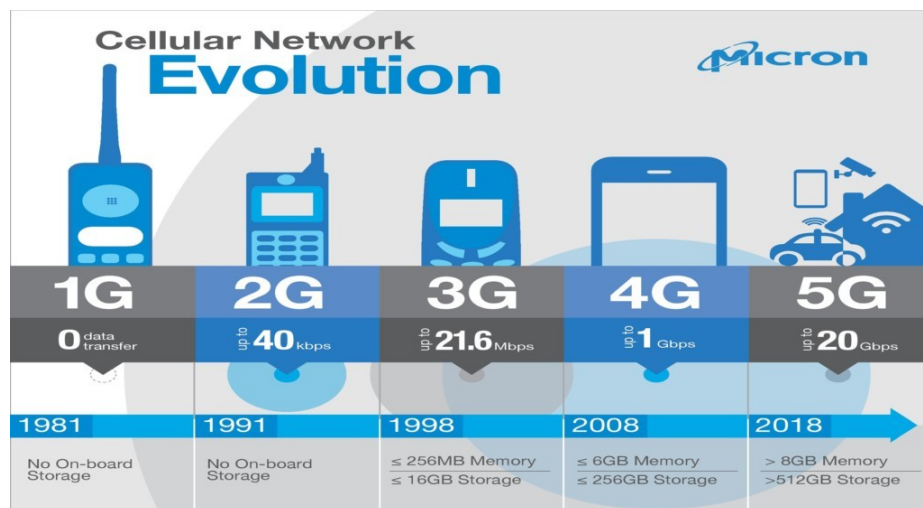 Cellular Network
Evolution
Micron
1G
2G
3G
4G
5G
0 data transfer
up to 40 kbps
up to 21.6 Mbps
up to 1 Gbps
up to 20 Gbps
1981
1991
1998
2008
2018
No On-board
Storage
No On-board
Storage
≤ 256MB Memory
≤ 16GB Storage
≤ 6GB Memory
≤ 256GB Storage
> 8GB Memory
>512GB Storage